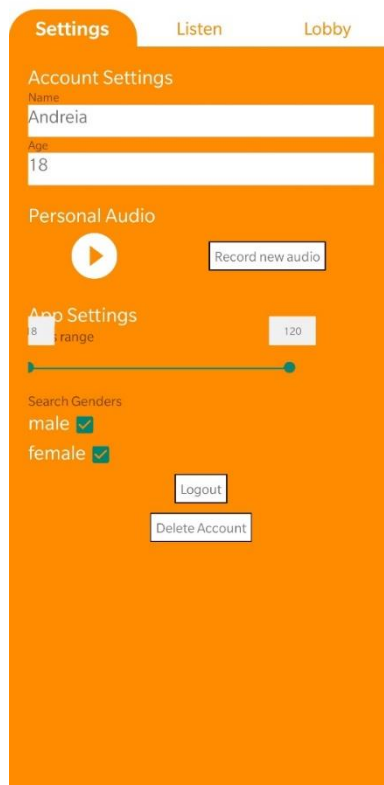 Settings Listen Lobby
Account Settings
Name
Andreia
Age
18
Personal Audio
Record new audio
App Settings
18 range 120
Search Genders
male
female
Logout
Delete Account